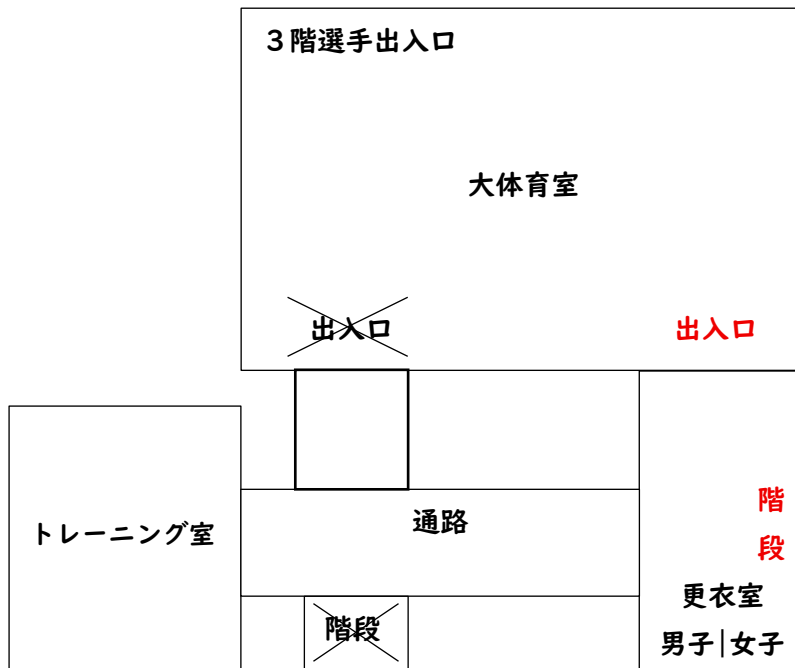 ３階選手出入口
大体育室
出入口
出入口
トレーニング室
通路
階
段
階段
更衣室
男子|女子